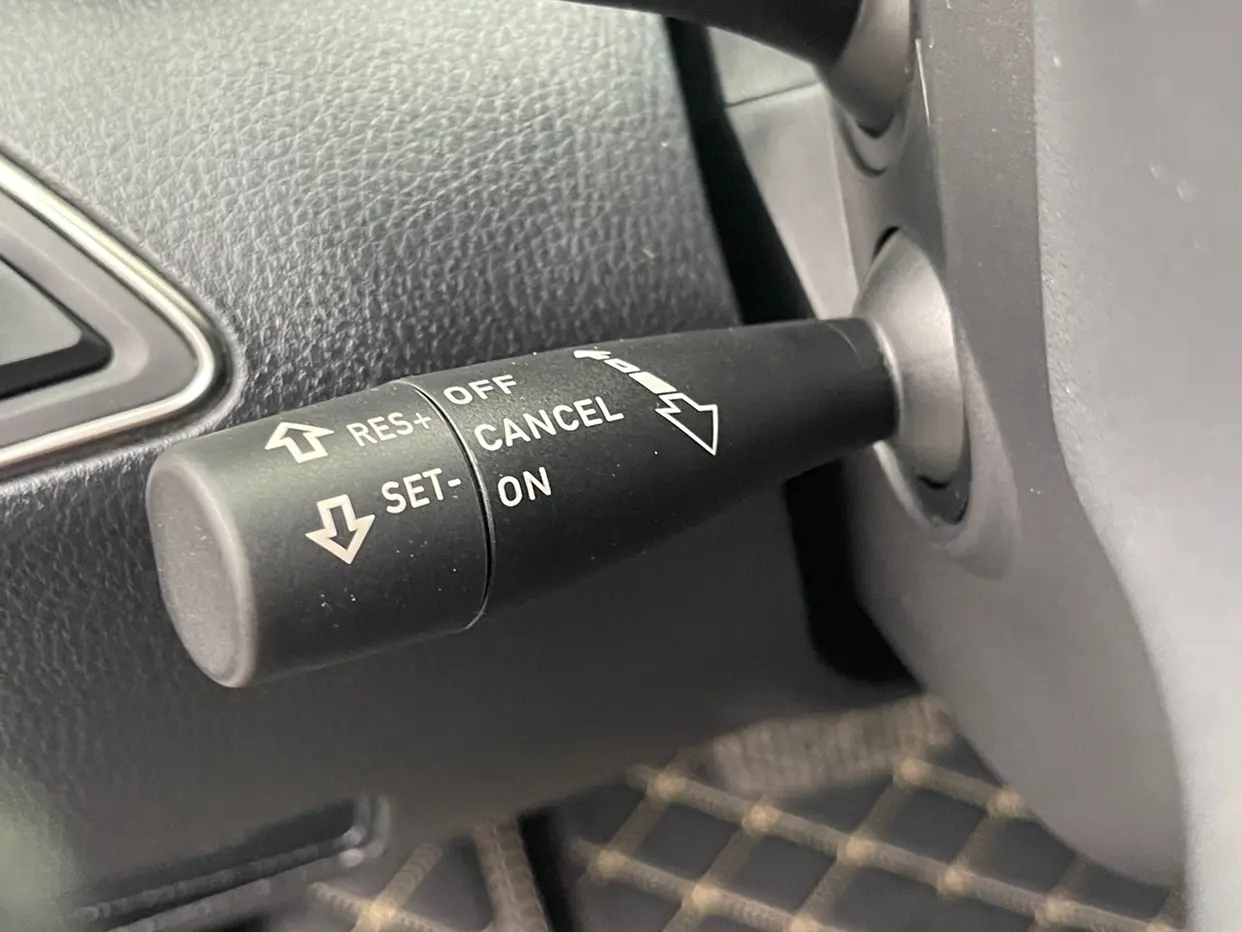 RES+
SET-
OFF
CANCEL
ON